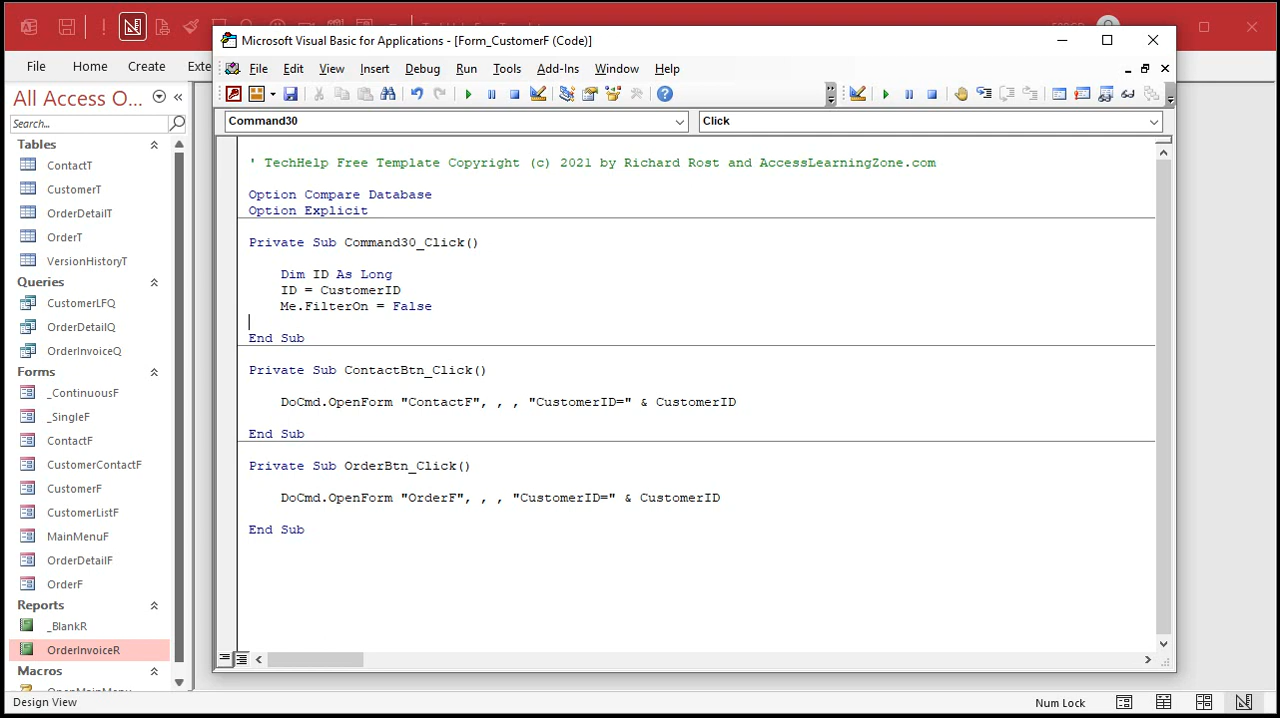 Microsoft Visual Basic for Applications - [Form_CustomerF (Code)]
File Home Create Exte
File Edit View Insert Debug Run Tools Add-Ins Window Help
All Access O...
Search...
Command30
Click
Tables
ContactT
CustomerT
OrderDetailT
OrderT
VersionHistoryT
Queries
CustomerLFQ
OrderDetailQ
OrderInvoiceQ
Forms
_ContinuousF
_SingleF
ContactF
CustomerContactF
CustomerF
CustomerListF
MainMenuF
OrderDetailF
OrderF
Reports
_BlankR
OrderInvoiceR
Macros
OpenMainMenu
' TechHelp Free Template Copyright (c) 2021 by Richard Rost and AccessLearningZone.com
Option Compare Database
Option Explicit
Private Sub Command30_Click()
Dim ID As Long
ID = CustomerID
Me.FilterOn = False
End Sub
Private Sub ContactBtn_Click()
DoCmd.OpenForm "ContactF", , , "CustomerID=" & CustomerID
End Sub
Private Sub OrderBtn_Click()
DoCmd.OpenForm "OrderF", , , "CustomerID=" & CustomerID
End Sub
Design View
Num Lock